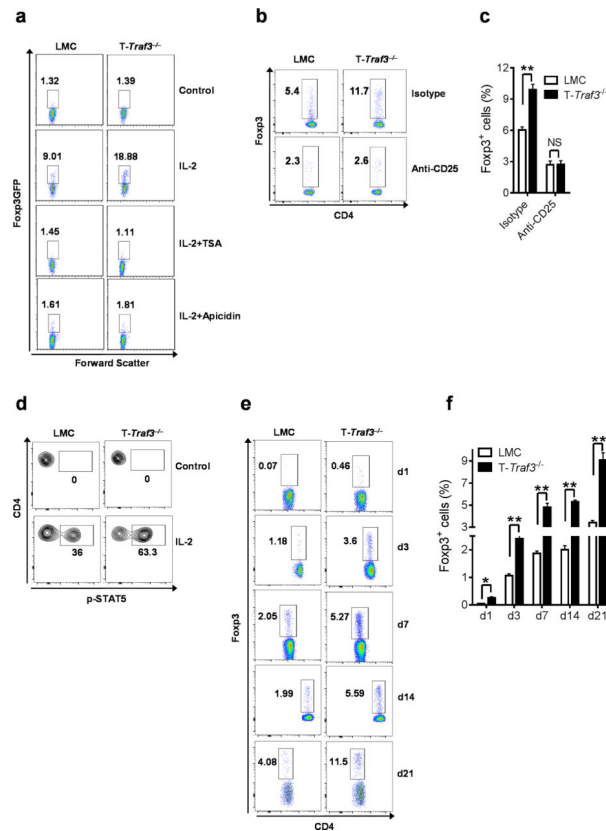 a
LMC T-Traf3⁻/⁻
1.32 1.39
Control
9.01 18.88
IL-2
1.45 1.11
IL-2+TSA
1.61 1.81
IL-2+Apicidin
Foxp3GFP
Forward Scatter
b
LMC T-Traf3⁻/⁻
5.4 11.7
Isotype
2.3 2.6
Anti-CD25
Foxp3
CD4
c
LMC
T-Traf3⁻/⁻
Foxp3⁺ cells (%)
12
9
6
3
0
**
NS
Isotype
Anti-CD25
d
LMC T-Traf3⁻/⁻
Control
0 0
IL-2
36 63.3
CD4
p-STAT5
e
LMC T-Traf3⁻/⁻
0.07 0.46
d1
1.18 3.6
d3
2.05 5.27
d7
1.99 5.59
d14
4.08 11.5
d21
Foxp3
CD4
f
LMC
T-Traf3⁻/⁻
Foxp3⁺ cells (%)
9
6
3
2
1
0
* ** ** ** **
d1 d3 d7 d14 d21